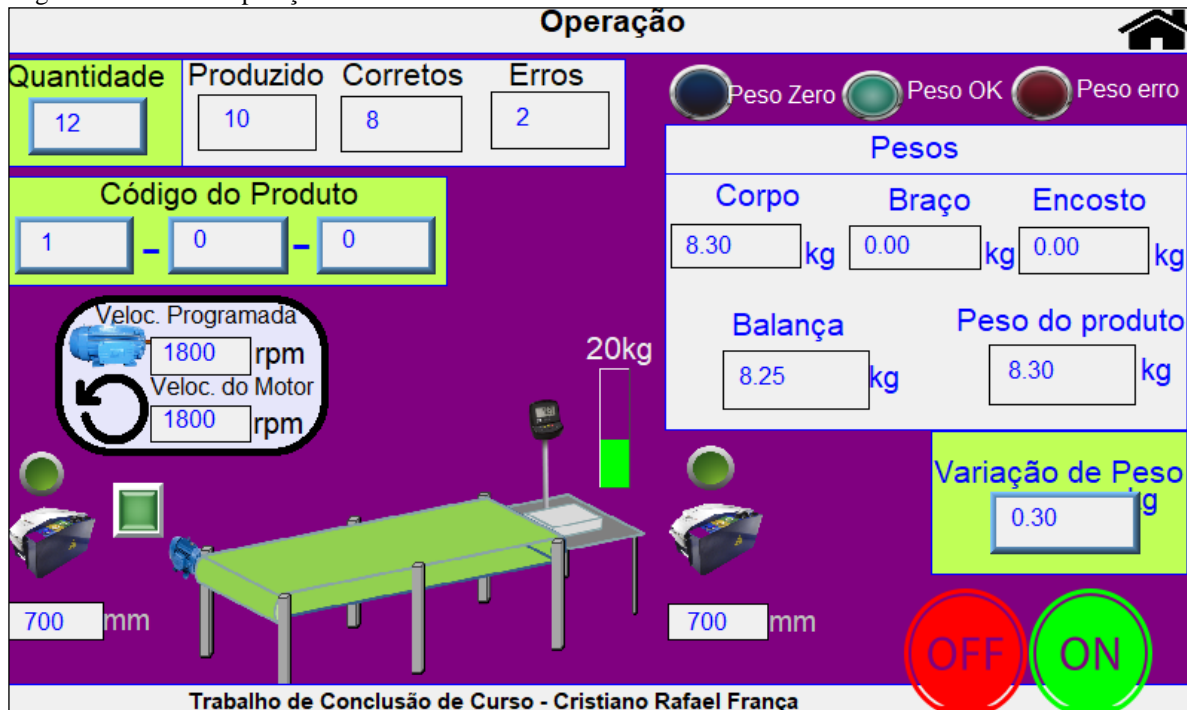 Operação
Quantidade Produzido Corretos Erros
12 10 8 2
Peso Zero Peso OK Peso erro
Pesos
Código do Produto
1 - 0 - 0
Corpo Braço Encosto
8.30 kg 0.00 kg 0.00 kg
Veloc. Programada
1800 rpm
Veloc. do Motor
1800 rpm
20kg
Balança Peso do produto
8.25 kg 8.30 kg
Variação de Peso
0.30
700 mm
700 mm
OFF ON
Trabalho de Conclusão de Curso - Cristiano Rafael França